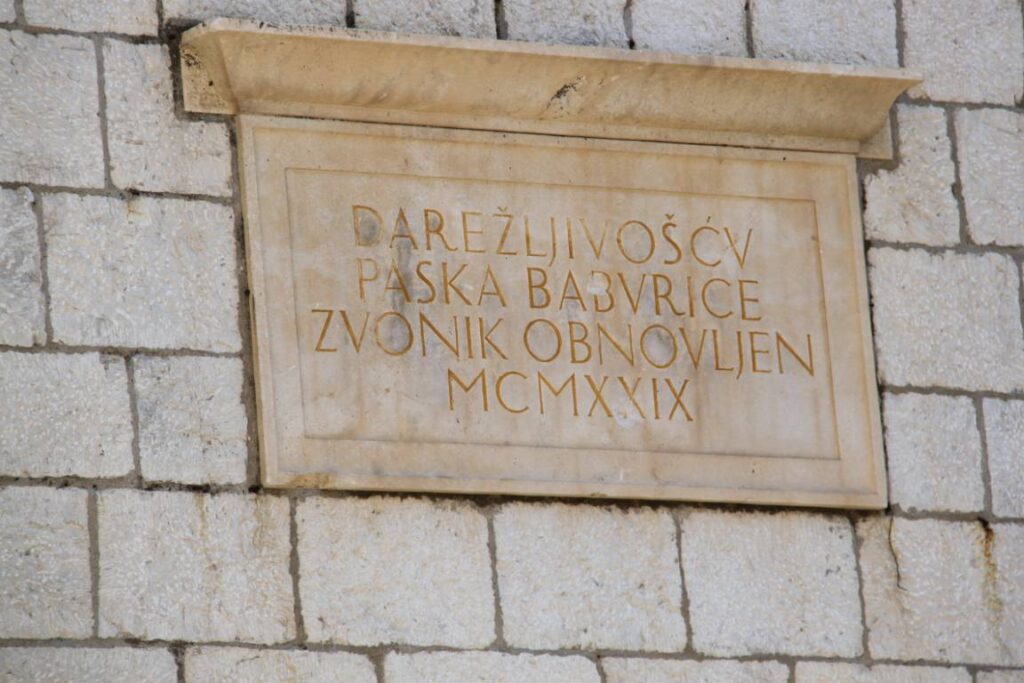 DAREŽLJIVOŠĆV
PASKA BABVRICE
ZVONIK OBNOVLJEN
MCMXXIX